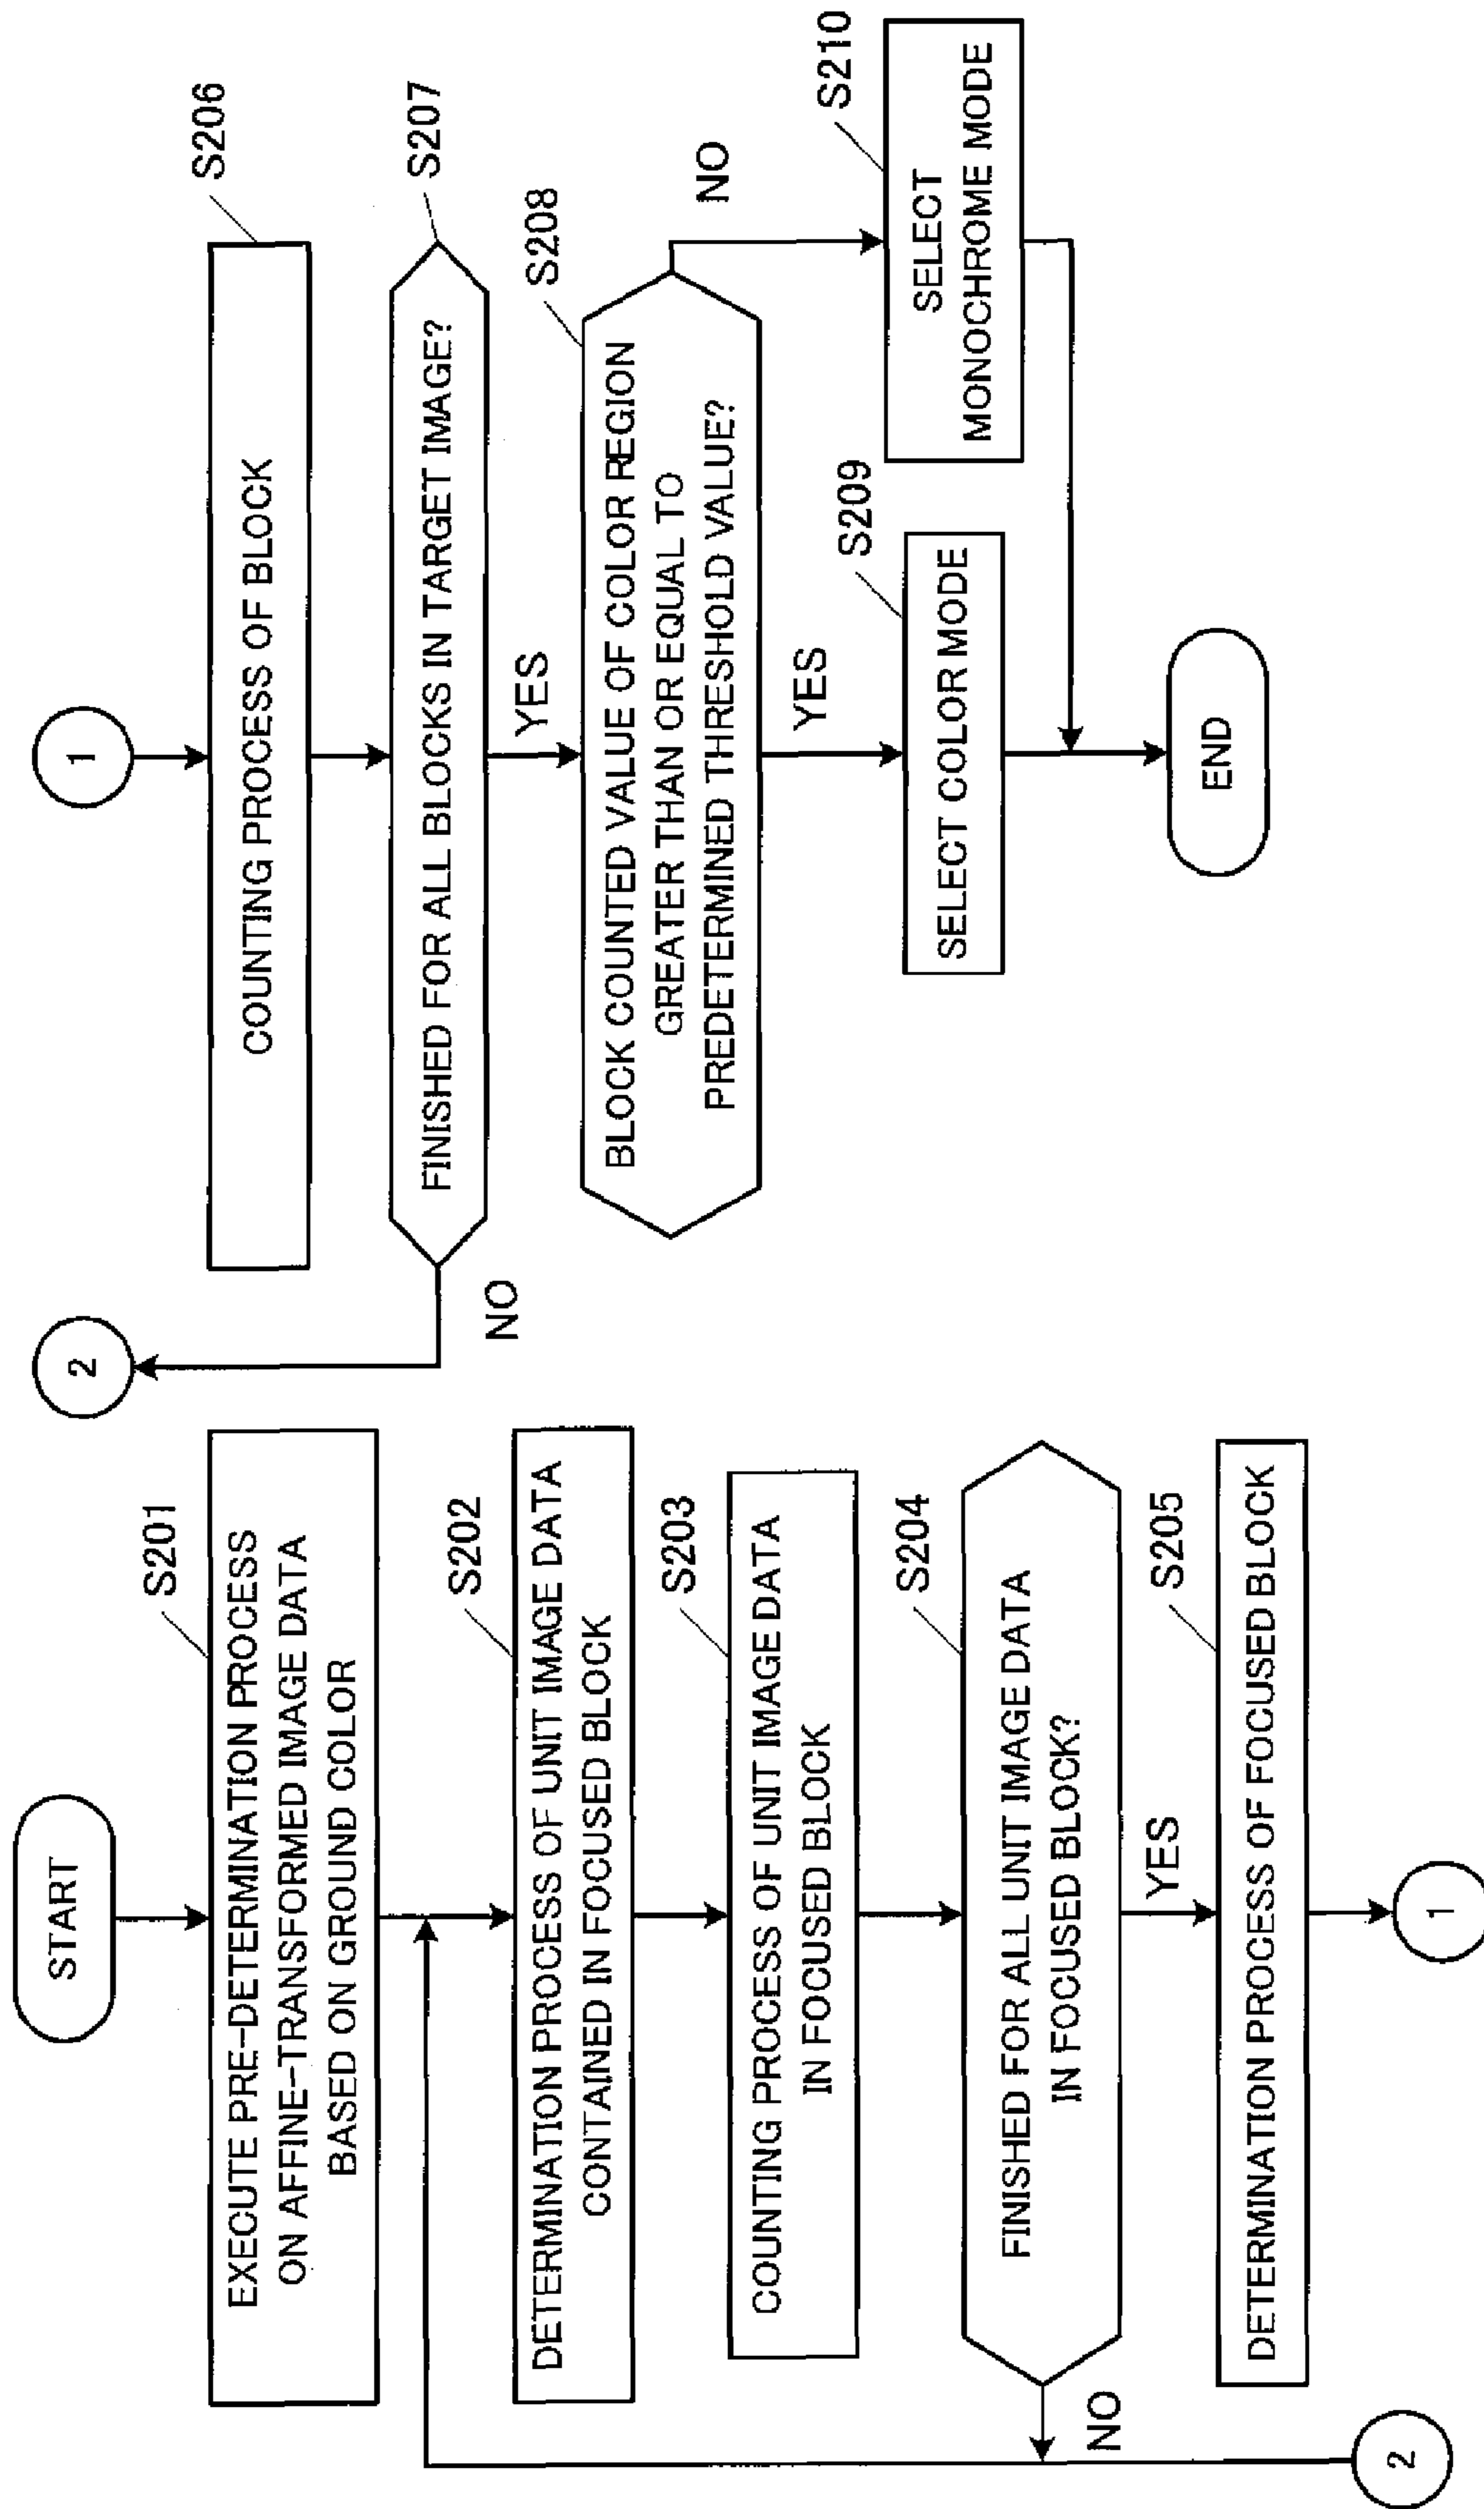 START
S201
EXECUTE PRE-DETERMINATION PROCESS
ON AFFINE-TRANSFORMED IMAGE DATA
BASED ON GROUND COLOR
S202
DETERMINATION PROCESS OF UNIT IMAGE DATA
CONTAINED IN FOCUSED BLOCK
S203
COUNTING PROCESS OF UNIT IMAGE DATA
IN FOCUSED BLOCK
S204
FINISHED FOR ALL UNIT IMAGE DATA
IN FOCUSED BLOCK?
NO
YES
S205
DETERMINATION PROCESS OF FOCUSED BLOCK
2
1
2
1
S206
COUNTING PROCESS OF BLOCK
S207
FINISHED FOR ALL BLOCKS IN TARGET IMAGE?
NO
YES
S208
BLOCK COUNTED VALUE OF COLOR REGION
GREATER THAN OR EQUAL TO
PREDETERMINED THRESHOLD VALUE?
NO
YES
S209
SELECT COLOR MODE
S210
SELECT
MONOCHROME MODE
END